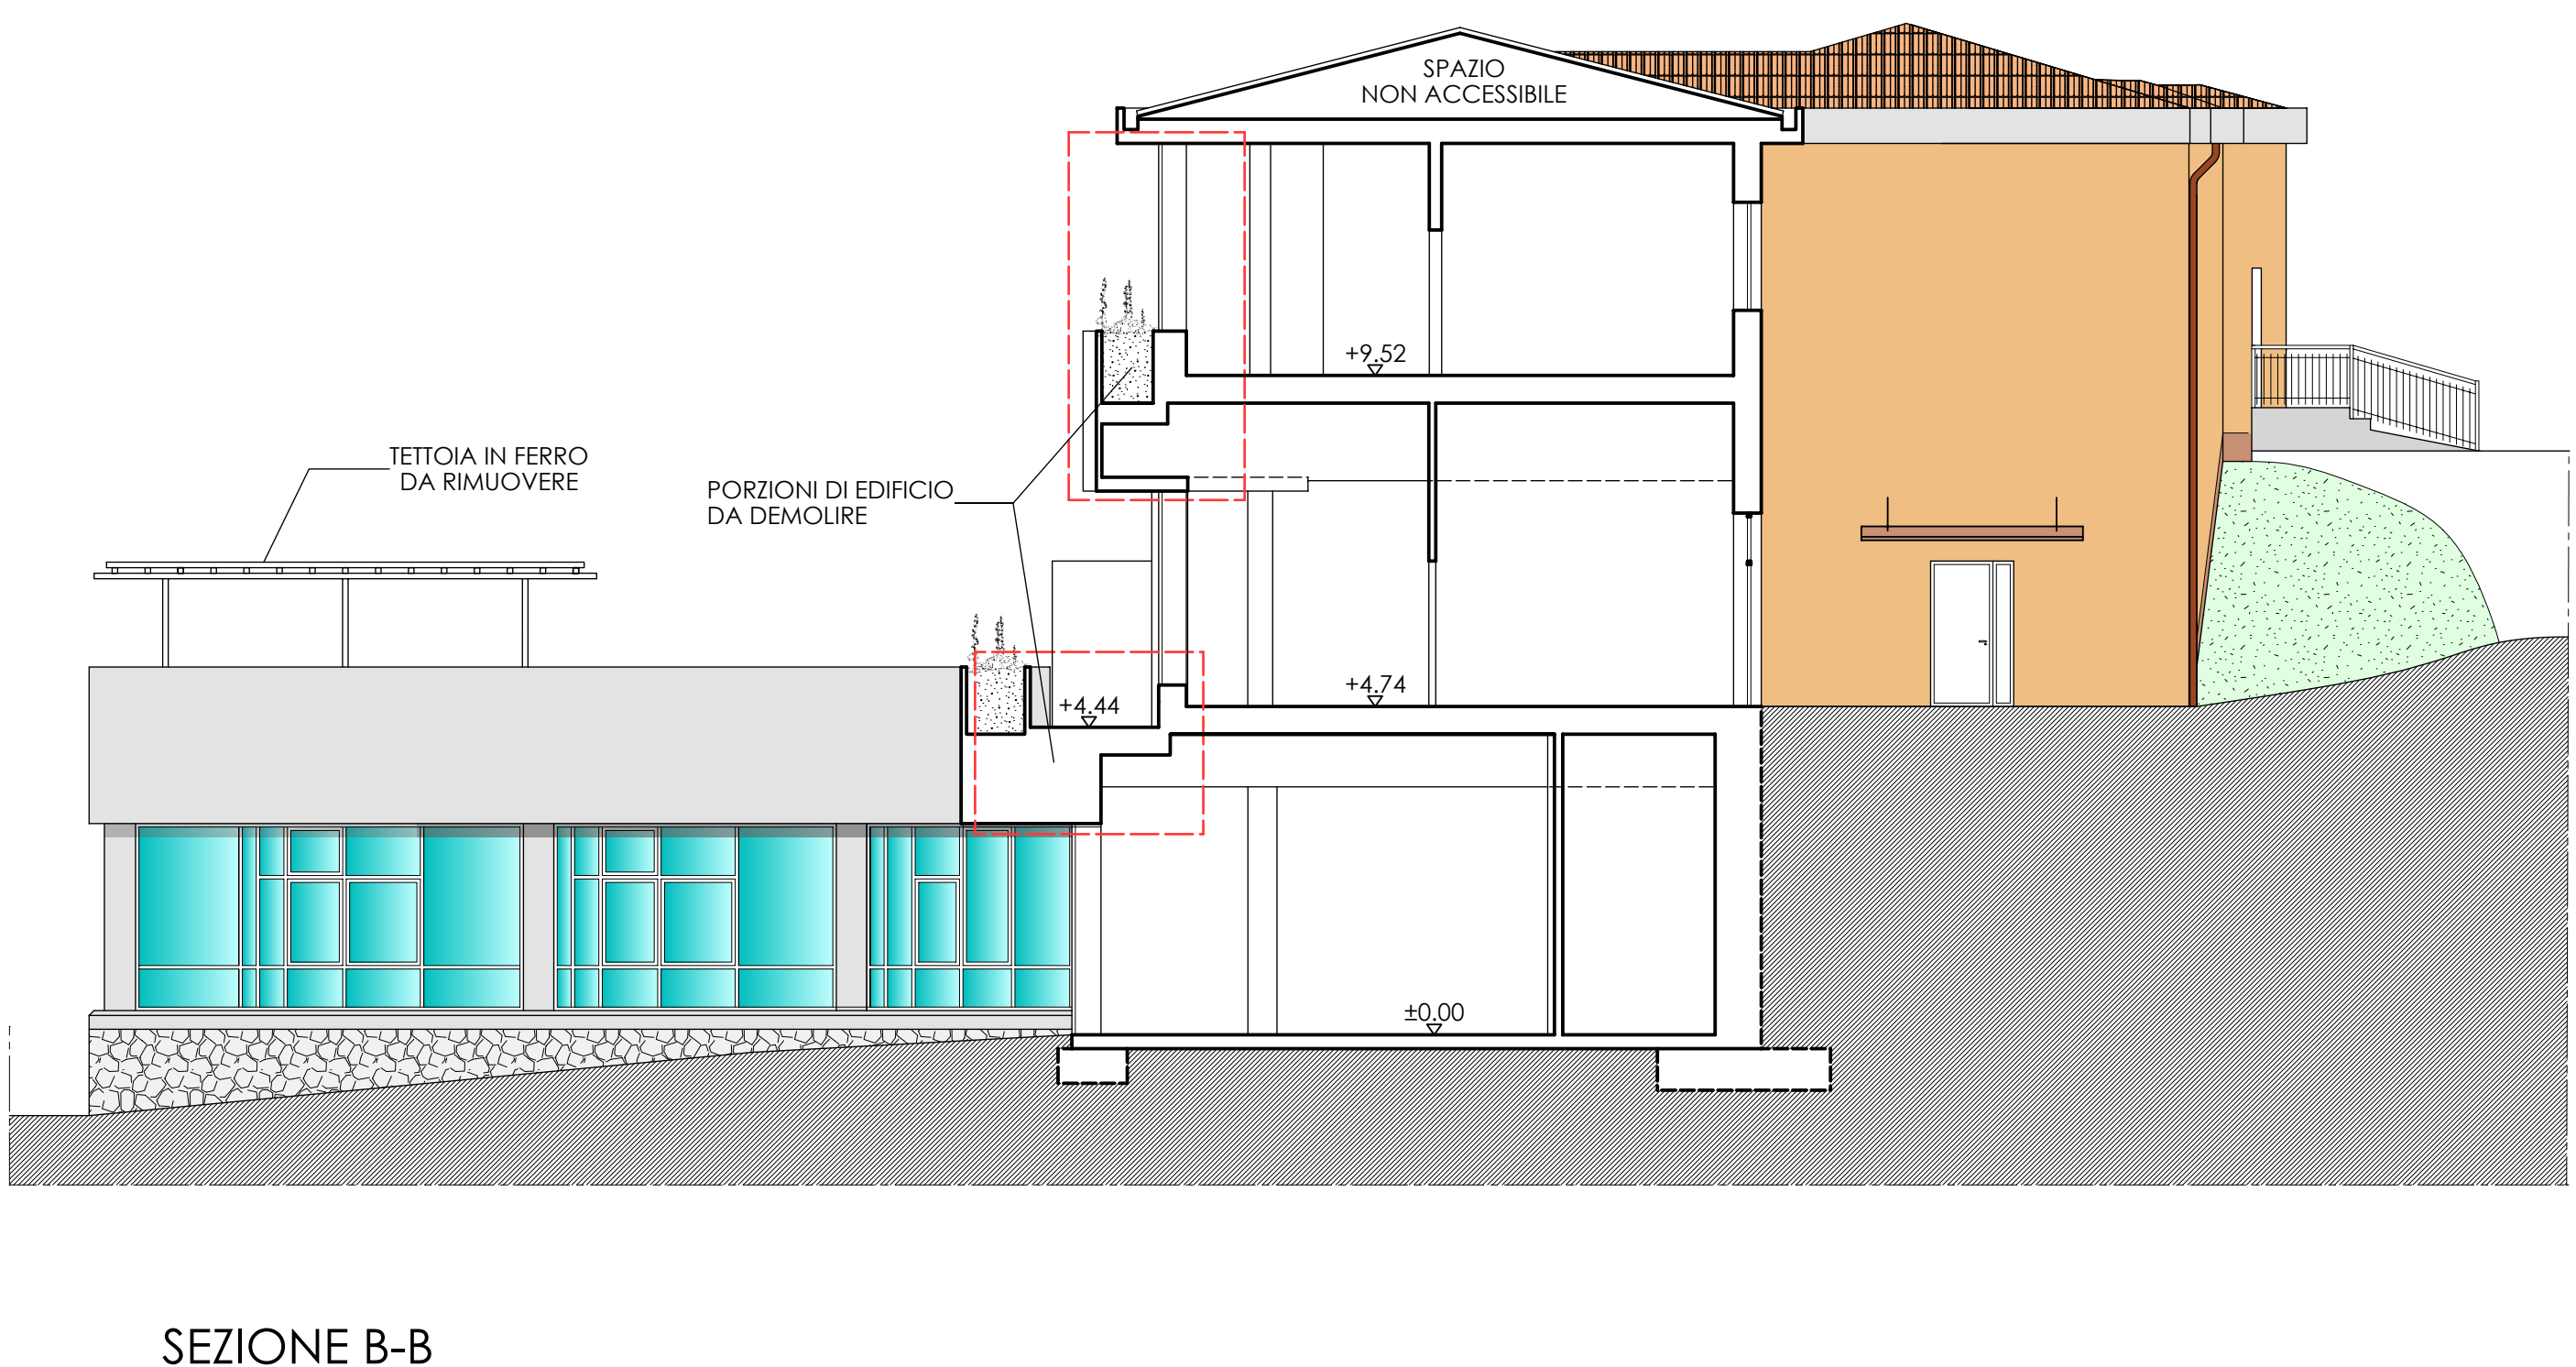 SPAZIO
NON ACCESSIBILE
+9.52
TETTOIA IN FERRO
DA RIMUOVERE
PORZIONI DI EDIFICIO
DA DEMOLIRE
+4.74
+4.44
±0.00
SEZIONE B-B